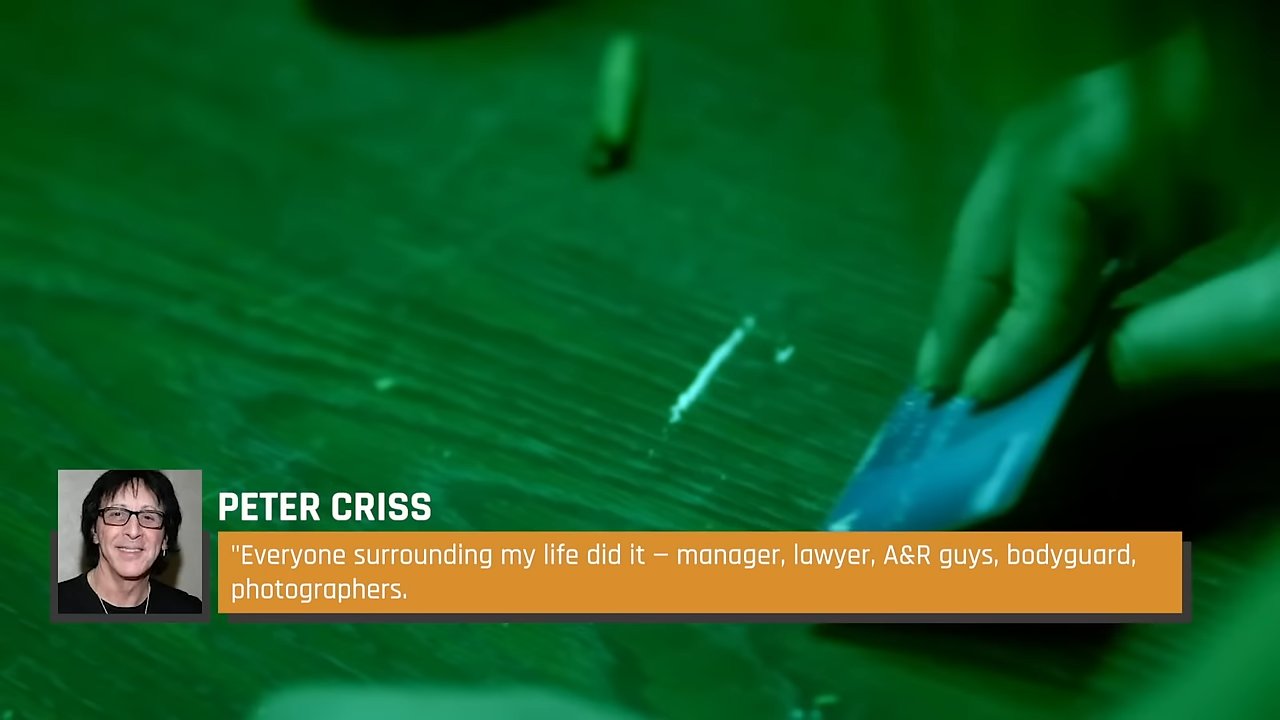 PETER CRISS
"Everyone surrounding my life did it – manager, lawyer, A&R guys, bodyguard,
photographers.